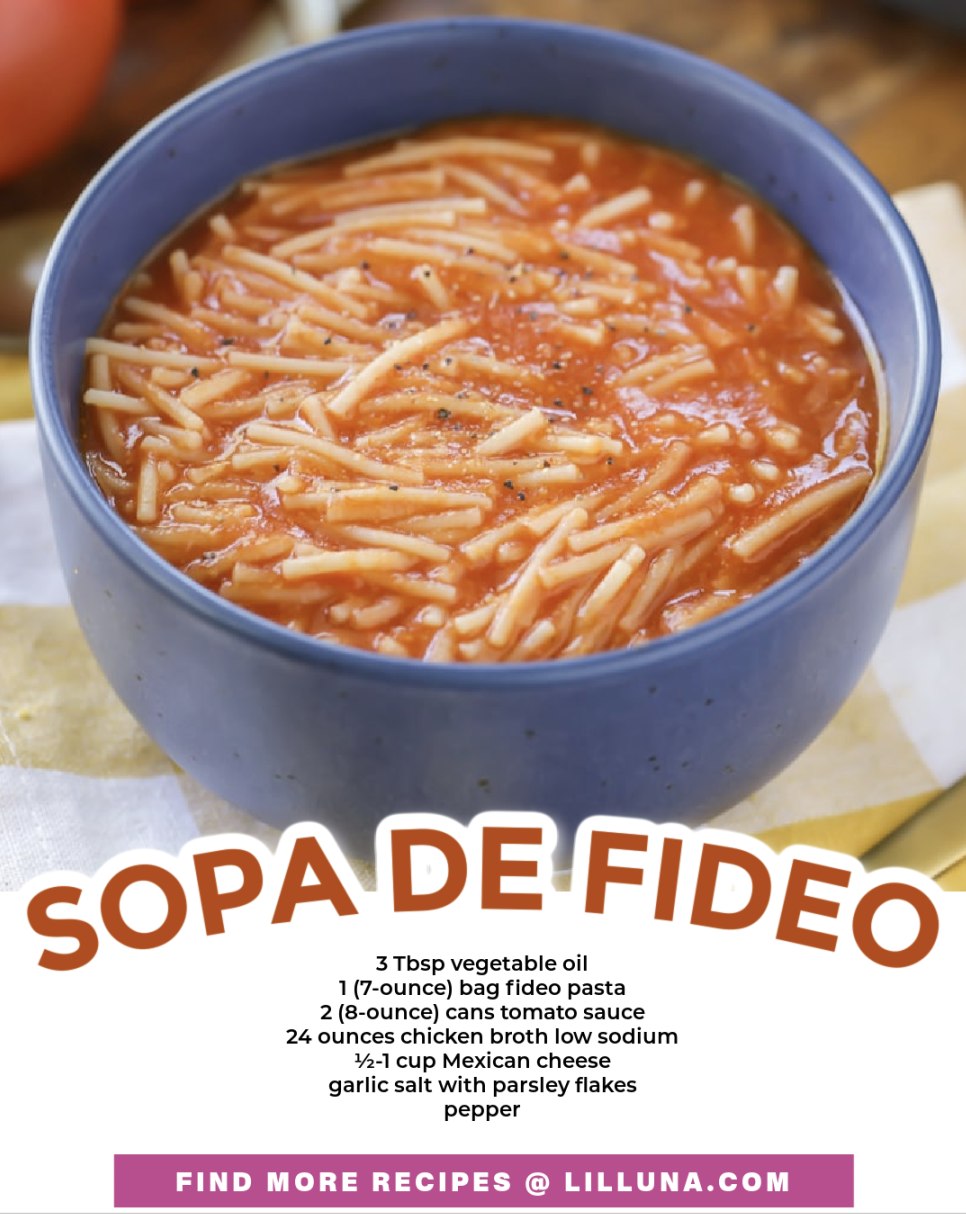 SOPA DE FIDEO
3 Tbsp vegetable oil
1 (7-ounce) bag fideo pasta
2 (8-ounce) cans tomato sauce
24 ounces chicken broth low sodium
½-1 cup Mexican cheese
garlic salt with parsley flakes
pepper
FIND MORE RECIPES @ LILLUNA.COM